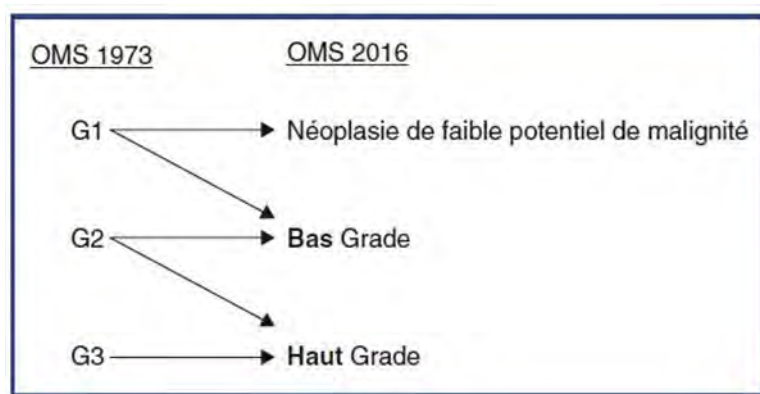 OMS 1973 OMS 2016
G1 Néoplasie de faible potentiel de malignité
G2 Bas Grade
G3 Haut Grade